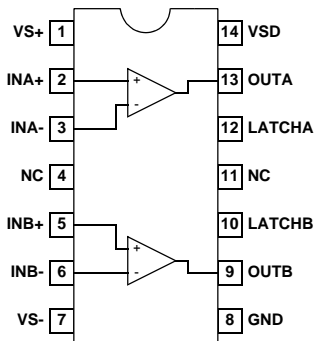 VS+ 1 14 VSD
INA+ 2 + 13 OUTA
INA- 3 - 12 LATCHA
NC 4 11 NC
INB+ 5 + 10 LATCHB
INB- 6 - 9 OUTB
VS- 7 8 GND